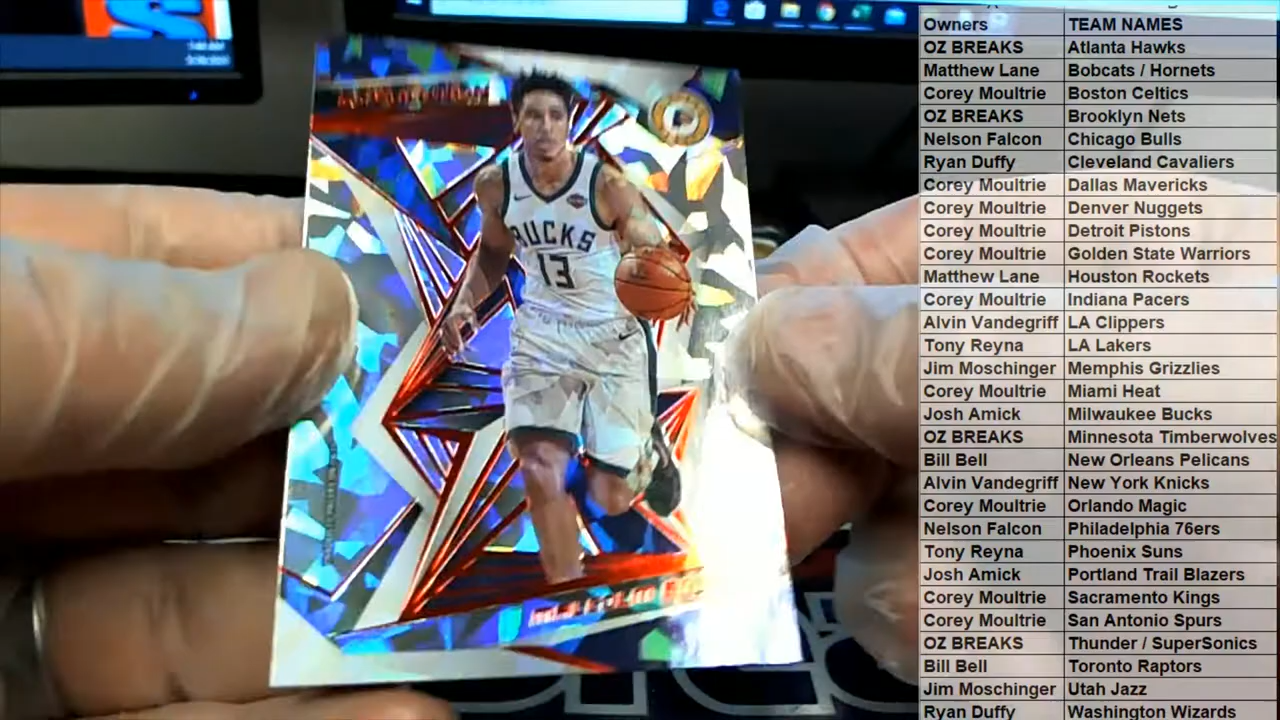 BUCKS
13
Owners TEAM NAMES
OZ BREAKS Atlanta Hawks
Matthew Lane Bobcats / Hornets
Corey Moultrie Boston Celtics
OZ BREAKS Brooklyn Nets
Nelson Falcon Chicago Bulls
Ryan Duffy Cleveland Cavaliers
Corey Moultrie Dallas Mavericks
Corey Moultrie Denver Nuggets
Corey Moultrie Detroit Pistons
Corey Moultrie Golden State Warriors
Matthew Lane Houston Rockets
Corey Moultrie Indiana Pacers
Alvin Vandegriff LA Clippers
Tony Reyna LA Lakers
Jim Moschinger Memphis Grizzlies
Corey Moultrie Miami Heat
Josh Amick Milwaukee Bucks
OZ BREAKS Minnesota Timberwolves
Bill Bell New Orleans Pelicans
Alvin Vandegriff New York Knicks
Corey Moultrie Orlando Magic
Nelson Falcon Philadelphia 76ers
Tony Reyna Phoenix Suns
Josh Amick Portland Trail Blazers
Corey Moultrie Sacramento Kings
Corey Moultrie San Antonio Spurs
OZ BREAKS Thunder / SuperSonics
Bill Bell Toronto Raptors
Jim Moschinger Utah Jazz
Ryan Duffy Washington Wizards